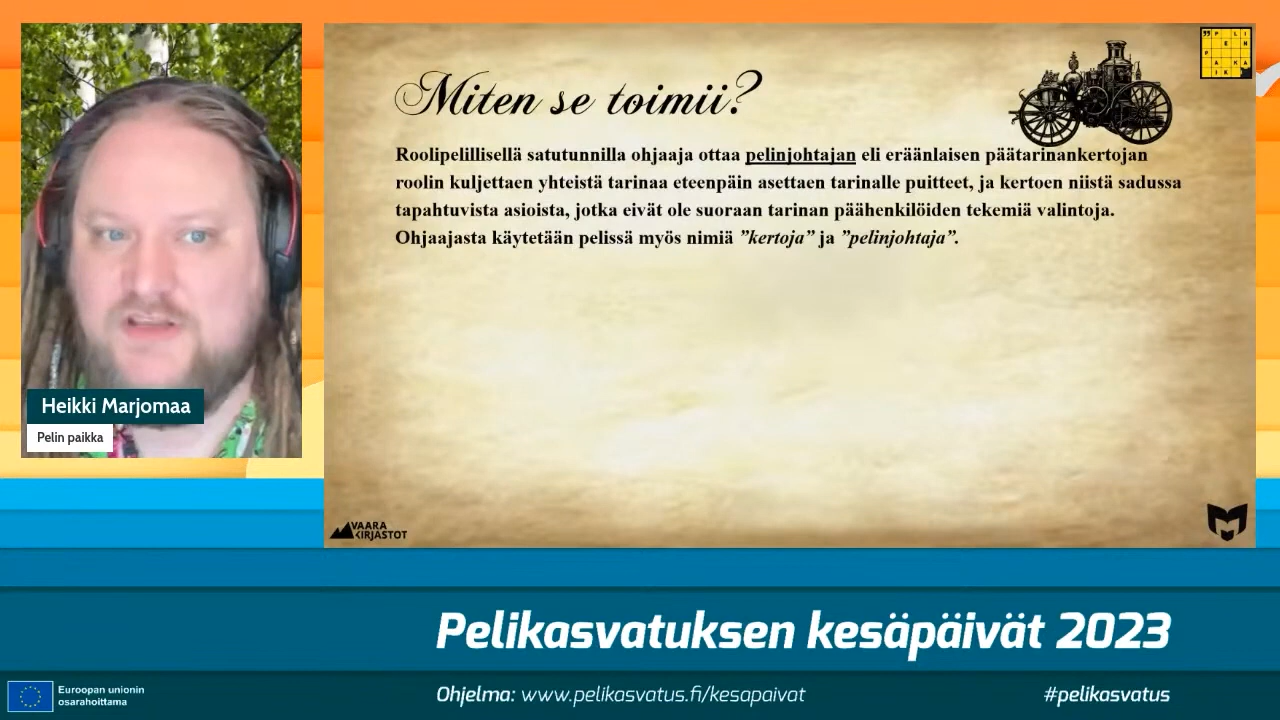 Miten se toimii?
Roolipelillisellä satutunnilla ohjaaja ottaa pelinjohtajan eli eräänlaisen päätarinankertojan
roolin kuljettaen yhteistä tarinaa eteenpäin asettaen tarinalle puitteet, ja kertoen niistä sadussa
tapahtuvista asioista, jotka eivät ole suoraan tarinan päähenkilöiden tekemiä valintoja.
Ohjaajasta käytetään pelissä myös nimiä ”kertoja” ja ”pelinjohtaja”.
Heikki Marjomaa
Pelin paikka
VAARA
KIRJASTOT
Pelikasvatuksen kesäpäivät 2023
Euroopan unionin
osarahoittama
Ohjelma: www.pelikasvatus.fi/kesapaivat
#pelikasvatus